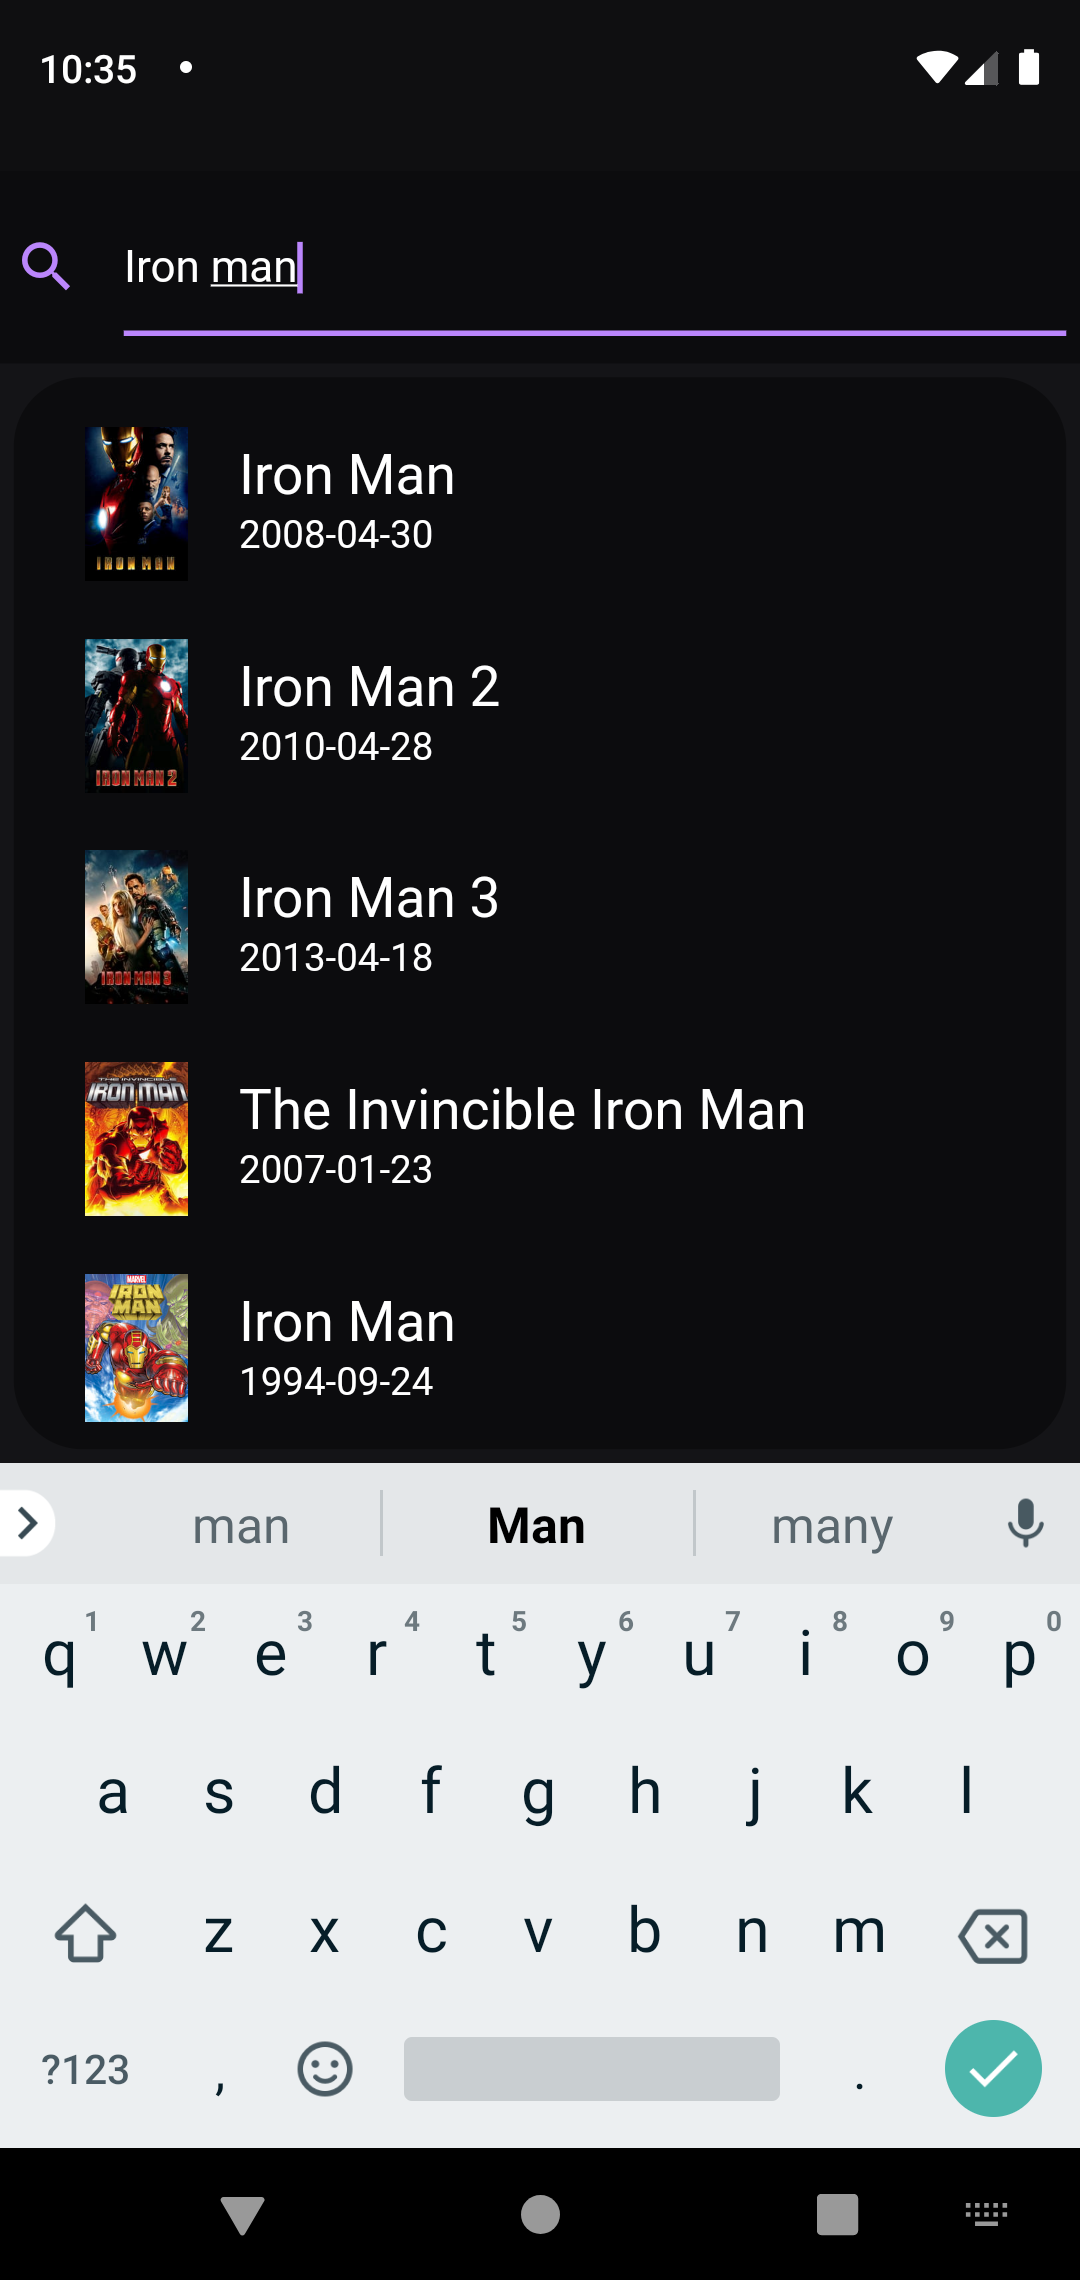 10:35
Iron man
IRON MAN
Iron Man
2008-04-30
IRON MAN 2
Iron Man 2
2010-04-28
IRON MAN 3
Iron Man 3
2013-04-18
THE INVINCIBLE
IRON MAN
The Invincible Iron Man
2007-01-23
MARVEL
IRON
MAN
Iron Man
1994-09-24
man Man many
1 2 3 4 5 6 7 8 9 0
q w e r t y u i o p
a s d f g h j k l
z x c v b n m
?123 , .